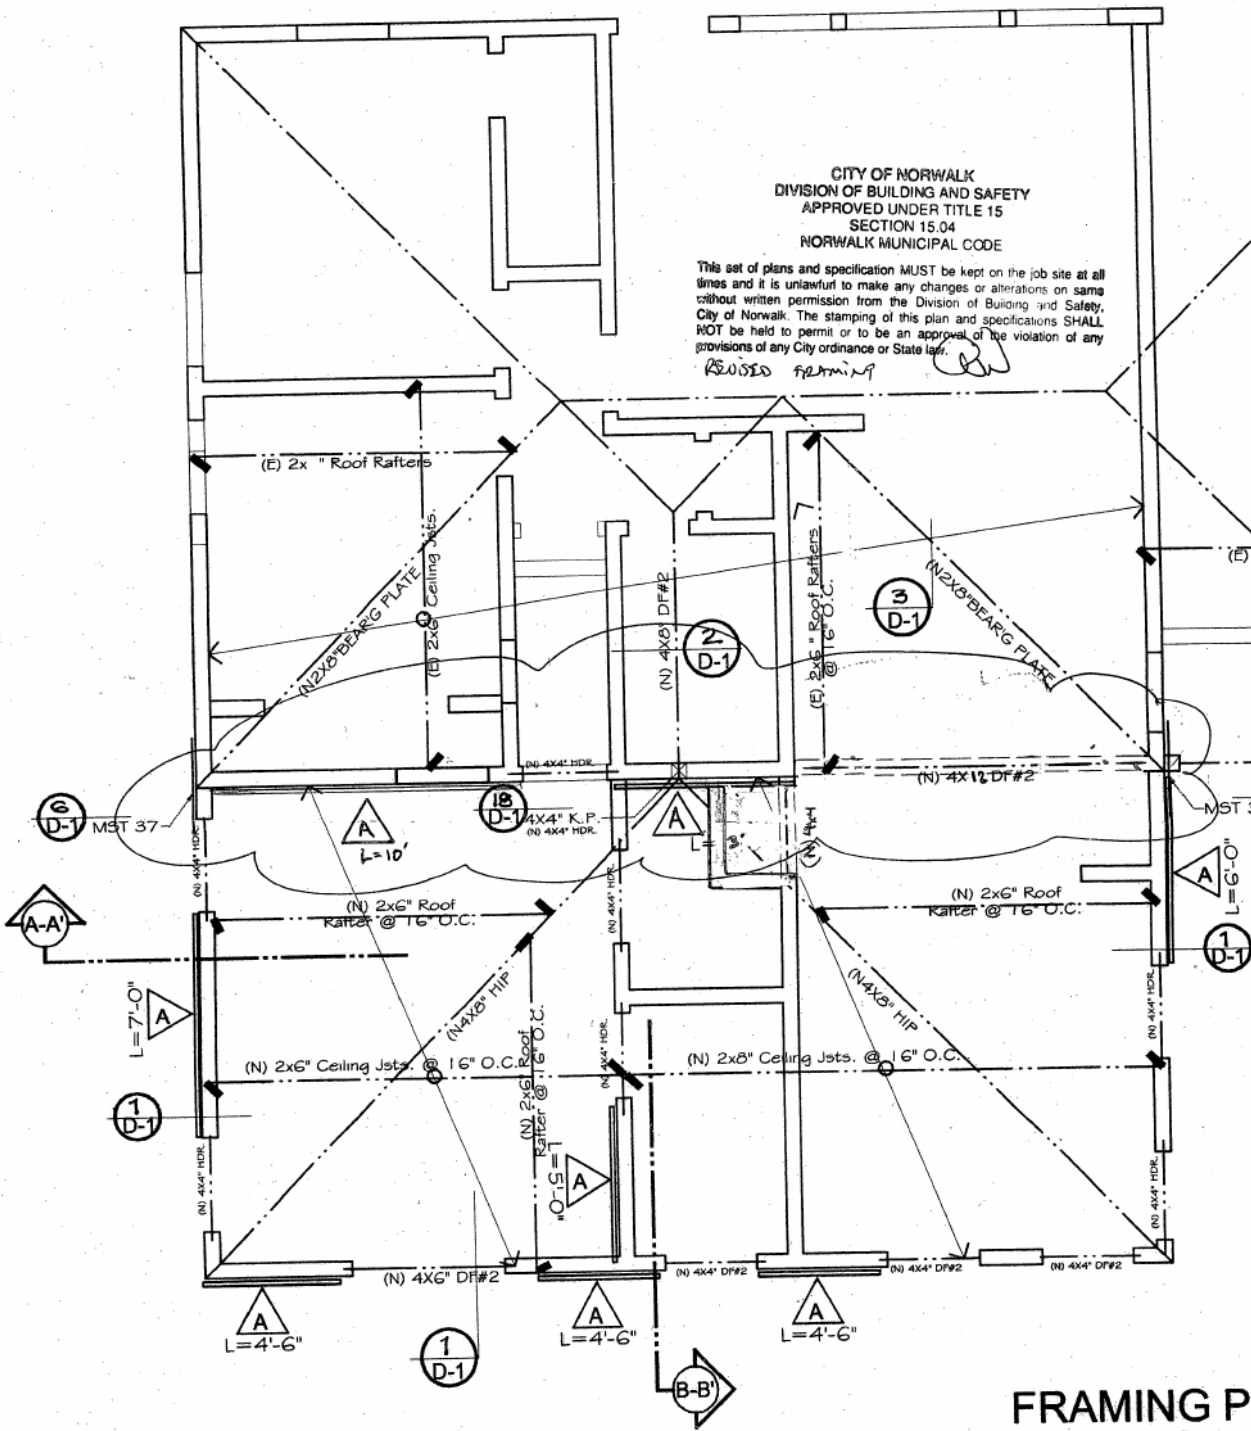 CITY OF NORWALK
DIVISION OF BUILDING AND SAFETY
APPROVED UNDER TITLE 15
SECTION 15.04
NORWALK MUNICIPAL CODE
This set of plans and specification MUST be kept on the job site at all
times and it is unlawful to make any changes or alterations on same
without written permission from the Division of Building and Safety,
City of Norwalk. The stamping of this plan and specifications SHALL
NOT be held to permit or to be an approval of the violation of any
provisions of any City ordinance or State law.
REVISED FRAMING
(E) 2x " Roof Rafters
(E) 2x6" Ceiling Jsts.
(N2X8"BEAR'G PLATE
(N) 4X8" DF#2
(E) 2x6 " Roof Rafters
@ 16" O.C.
3
D-1
2
D-1
(N2X8"BEAR'G PLATE
(E)
(N) 4X4" HDR.
(N) 4X12 DF#2
6
D-1
MST 37
18
D-1
4X4" K.P.
(N) 4X4" HDR.
A
L=10'
A
L=
(N) 4x4
MST 3
A
L=6'-0"
(N) 4X4" HDR.
(N) 4X4" HDR.
(N) 2x6" Roof
Rafter @ 16" O.C.
(N) 2x6" Roof
Rafter @ 16" O.C.
A-A'
1
D-1
A
L=7'-0"
(N4X8" HIP
(N4X8" HIP
(N) 4X4" HDR.
(N) 4X4" HDR.
(N) 2x6" Ceiling Jsts. @ 16" O.C.
(N) 2x8" Ceiling Jsts. @ 16" O.C.
(N) 2x6" Roof
Rafter @ 16" O.C.
1
D-1
A
L=5'-0"
(N) 4X4" HDR.
(N) 4X4" HDR.
(N) 4X6" DF#2
(N) 4X4" DF#2
(N) 4X4" DF#2
(N) 4X4" DF#2
A
L=4'-6"
A
L=4'-6"
A
L=4'-6"
1
D-1
B-B'
FRAMING P